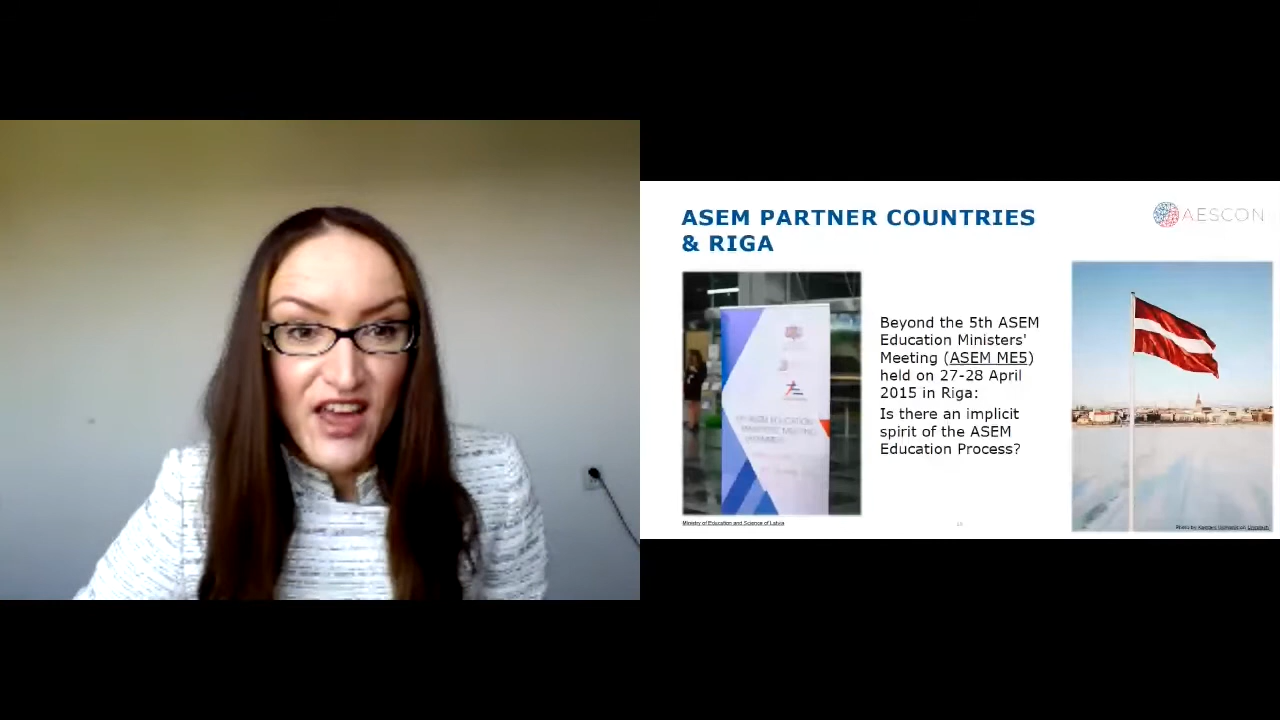 ASEM PARTNER COUNTRIES
& RIGA
AESCON
Beyond the 5th ASEM
Education Ministers'
Meeting (ASEM ME5)
held on 27-28 April
2015 in Riga:
Is there an implicit
spirit of the ASEM
Education Process?
Ministry of Education and Science of Latvia